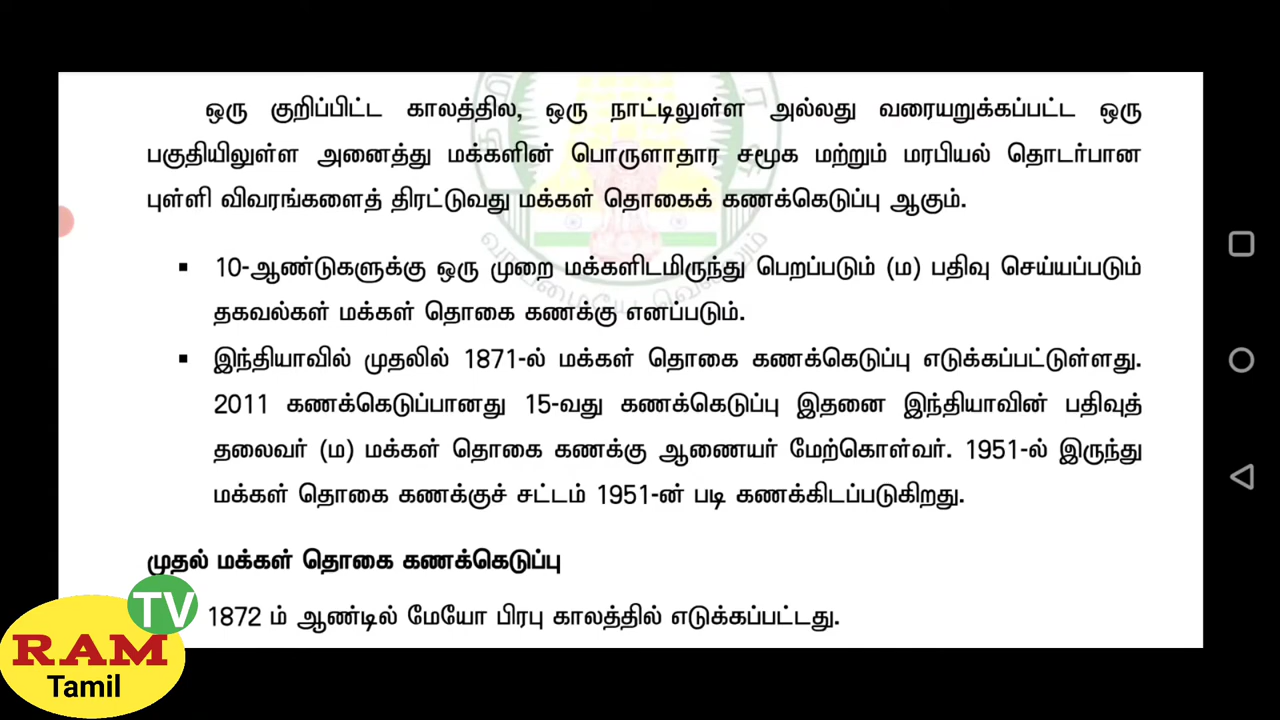 ஒரு குறிப்பிட்ட காலத்தில, ஒரு நாட்டிலுள்ள அல்லது வரையறுக்கப்பட்ட ஒரு
பகுதியிலுள்ள அனைத்து மக்களின் பொருளாதார சமூக மற்றும் மரபியல் தொடர்பான
புள்ளி விவரங்களைத் திரட்டுவது மக்கள் தொகைக் கணக்கெடுப்பு ஆகும்.
▪ 10-ஆண்டுகளுக்கு ஒரு முறை மக்களிடமிருந்து பெறப்படும் (ம) பதிவு செய்யப்படும்
தகவல்கள் மக்கள் தொகை கணக்கு எனப்படும்.
▪ இந்தியாவில் முதலில் 1871-ல் மக்கள் தொகை கணக்கெடுப்பு எடுக்கப்பட்டுள்ளது.
2011 கணக்கெடுப்பானது 15-வது கணக்கெடுப்பு இதனை இந்தியாவின் பதிவுத்
தலைவர் (ம) மக்கள் தொகை கணக்கு ஆணையர் மேற்கொள்வர். 1951-ல் இருந்து
மக்கள் தொகை கணக்குச் சட்டம் 1951-ன் படி கணக்கிடப்படுகிறது.
முதல் மக்கள் தொகை கணக்கெடுப்பு
1872 ம் ஆண்டில் மேயோ பிரபு காலத்தில் எடுக்கப்பட்டது.
TV
RAM
Tamil